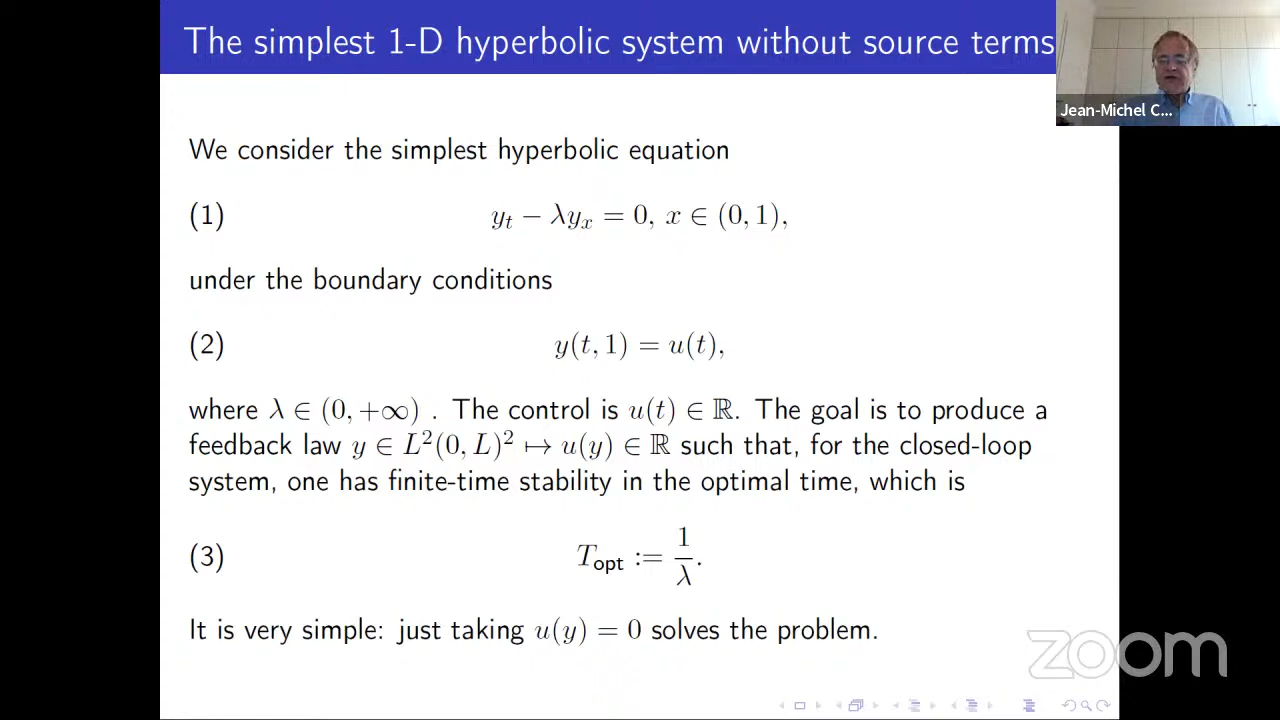 The simplest 1-D hyperbolic system without source terms
Jean-Michel C...
We consider the simplest hyperbolic equation
(1) y_t − λy_x = 0, x ∈ (0, 1),
under the boundary conditions
(2) y(t, 1) = u(t),
where λ ∈ (0, +∞) . The control is u(t) ∈ ℝ. The goal is to produce a
feedback law y ∈ L²(0, L)² ↦ u(y) ∈ ℝ such that, for the closed-loop
system, one has finite-time stability in the optimal time, which is
(3) T_opt := 1/λ.
It is very simple: just taking u(y) = 0 solves the problem.
zoom